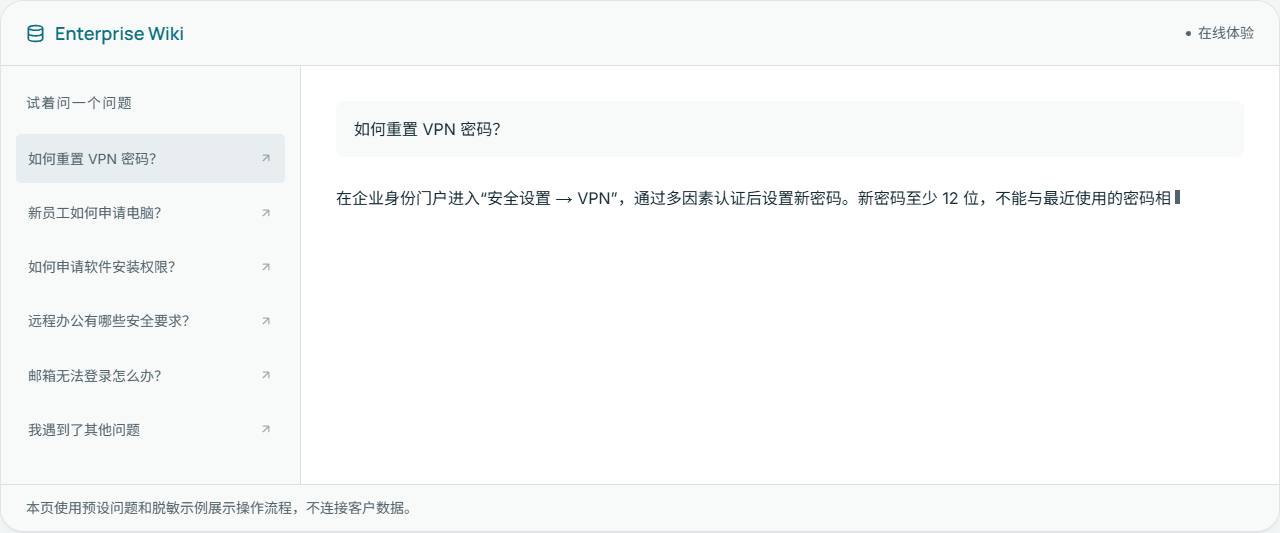 Enterprise Wiki
在线体验
试着问一个问题
如何重置 VPN 密码？
新员工如何申请电脑？
如何申请软件安装权限？
远程办公有哪些安全要求？
邮箱无法登录怎么办？
我遇到了其他问题
如何重置 VPN 密码？
在企业身份门户进入“安全设置 → VPN”，通过多因素认证后设置新密码。新密码至少 12 位，不能与最近使用的密码相
本页使用预设问题和脱敏示例展示操作流程，不连接客户数据。